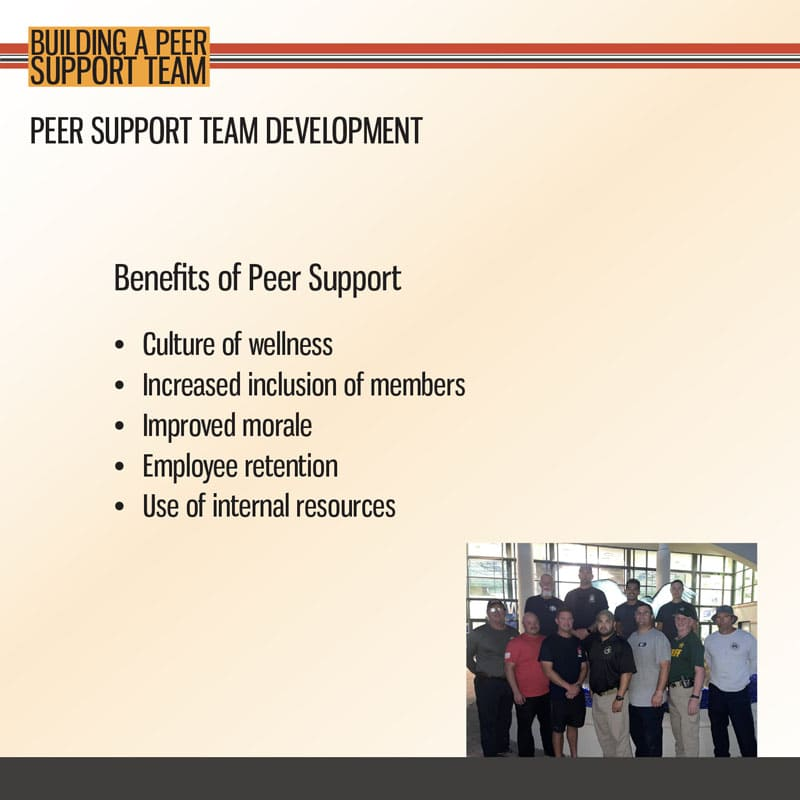 BUILDING A PEER
SUPPORT TEAM
PEER SUPPORT TEAM DEVELOPMENT
Benefits of Peer Support
• Culture of wellness
• Increased inclusion of members
• Improved morale
• Employee retention
• Use of internal resources